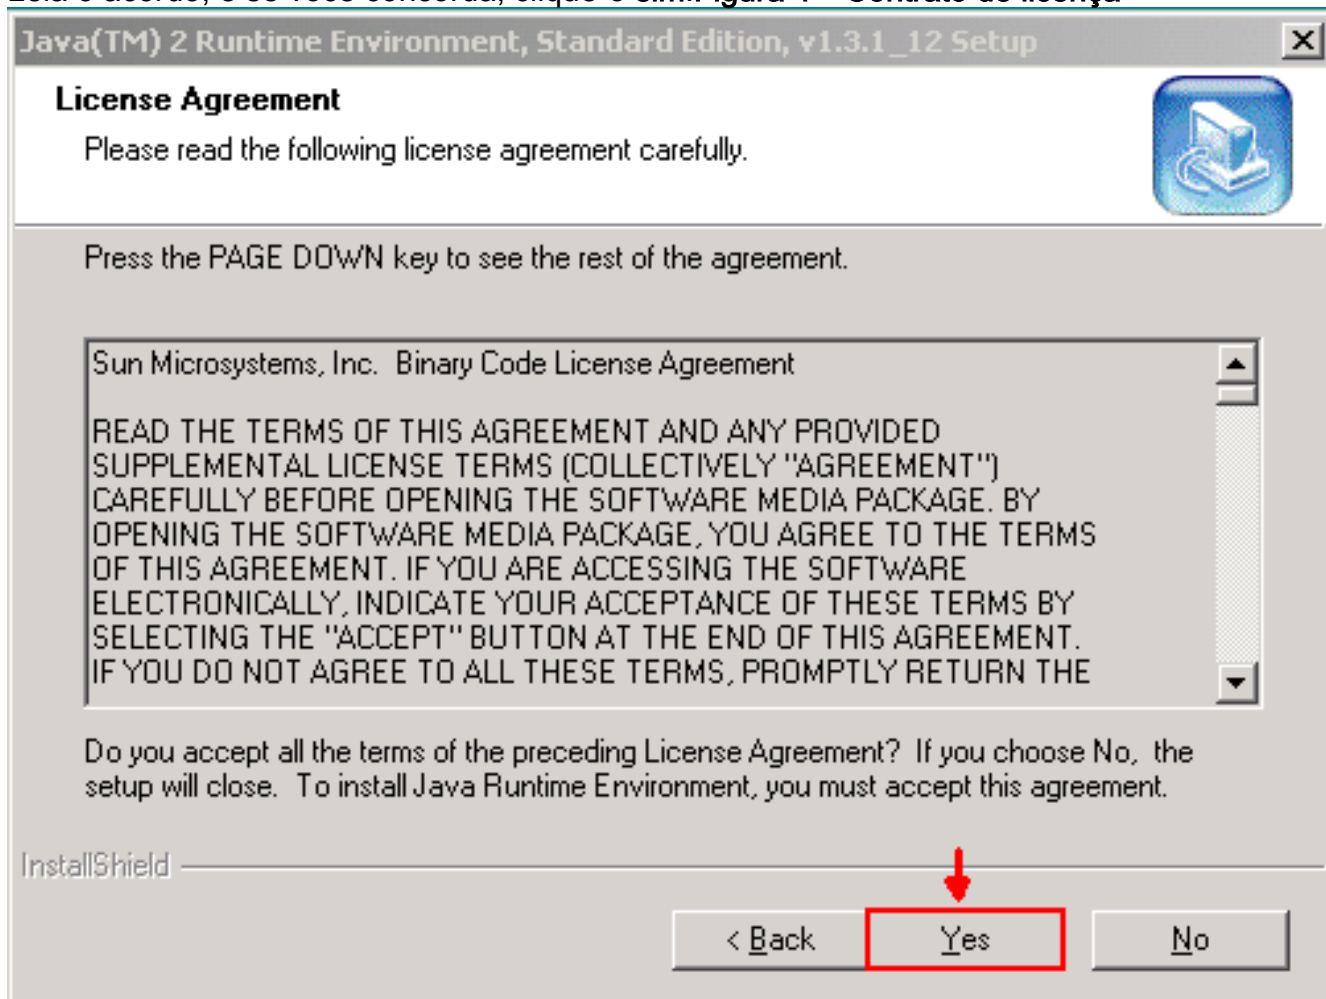 Java(TM) 2 Runtime Environment, Standard Edition, v1.3.1_12 Setup
License Agreement
Please read the following license agreement carefully.
Press the PAGE DOWN key to see the rest of the agreement.
Sun Microsystems, Inc.  Binary Code License Agreement
READ THE TERMS OF THIS AGREEMENT AND ANY PROVIDED
SUPPLEMENTAL LICENSE TERMS (COLLECTIVELY "AGREEMENT")
CAREFULLY BEFORE OPENING THE SOFTWARE MEDIA PACKAGE. BY
OPENING THE SOFTWARE MEDIA PACKAGE, YOU AGREE TO THE TERMS
OF THIS AGREEMENT. IF YOU ARE ACCESSING THE SOFTWARE
ELECTRONICALLY, INDICATE YOUR ACCEPTANCE OF THESE TERMS BY
SELECTING THE "ACCEPT" BUTTON AT THE END OF THIS AGREEMENT.
IF YOU DO NOT AGREE TO ALL THESE TERMS, PROMPTLY RETURN THE
Do you accept all the terms of the preceding License Agreement?  If you choose No,  the
setup will close.  To install Java Runtime Environment, you must accept this agreement.
InstallShield
< Back
Yes
No